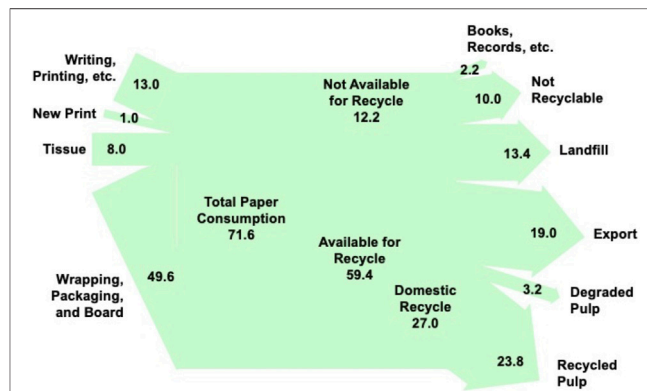 Writing,
Printing, etc.
13.0
New Print
1.0
Tissue
8.0
Wrapping,
Packaging,
and Board
49.6
Total Paper
Consumption
71.6
Not Available
for Recycle
12.2
Available for
Recycle
59.4
Domestic
Recycle
27.0
Books,
Records, etc.
2.2
Not
Recyclable
10.0
Landfill
13.4
Export
19.0
Degraded
Pulp
3.2
Recycled
Pulp
23.8